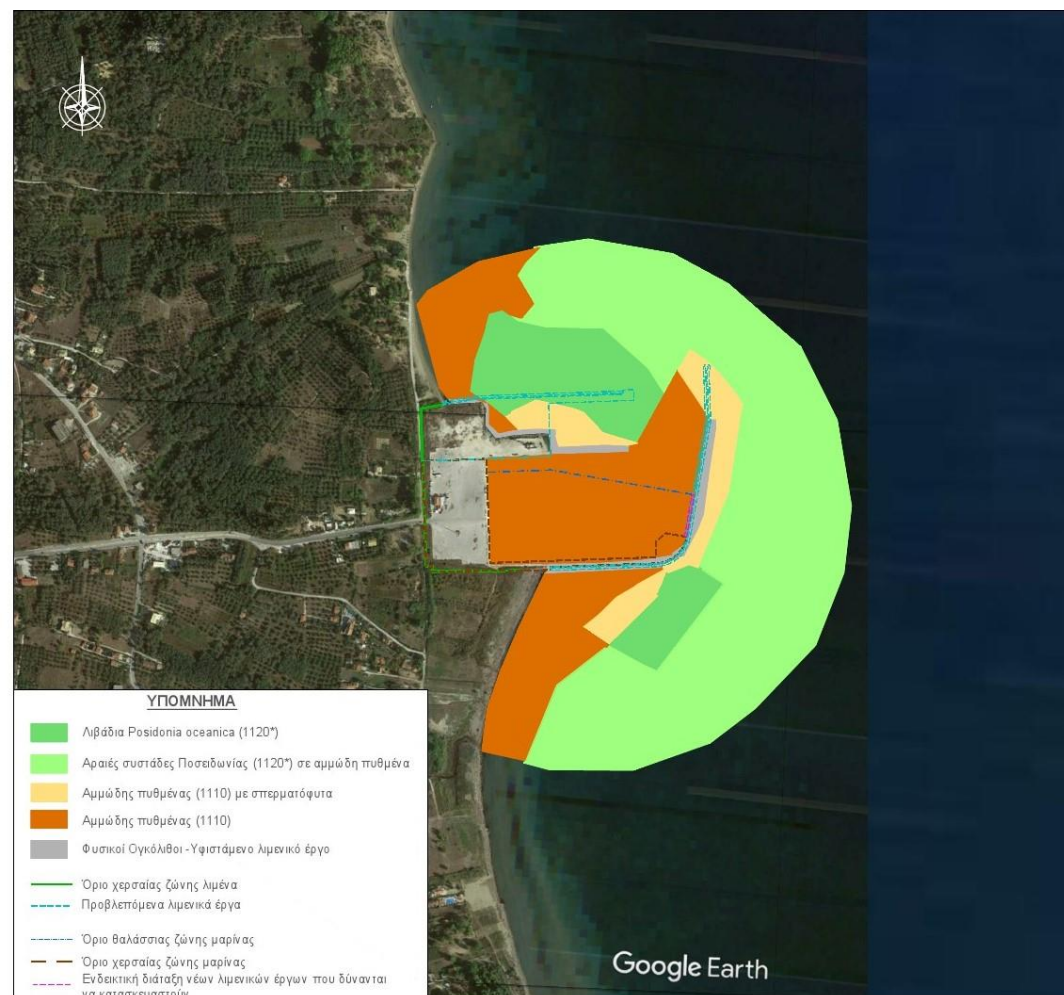 ΥΠΟΜΝΗΜΑ
Λιβάδια Posidonia oceanica (1120*)
Αραιές συστάδες Ποσειδωνίας (1120*) σε αμμώδη πυθμένα
Αμμώδης πυθμένας (1110) με σπερματόφυτα
Αμμώδης πυθμένας (1110)
Φυσικοί Ογκόλιθοι - Υφιστάμενο λιμενικό έργο
Όριο χερσαίας ζώνης λιμένα
Προβλεπόμενα λιμενικά έργα
Όριο θαλάσσιας ζώνης μαρίνας
Όριο χερσαίας ζώνης μαρίνας
Ενδεικτική διάταξη νέων λιμενικών έργων που δύνανται
να κατασκευαστούν
Google Earth